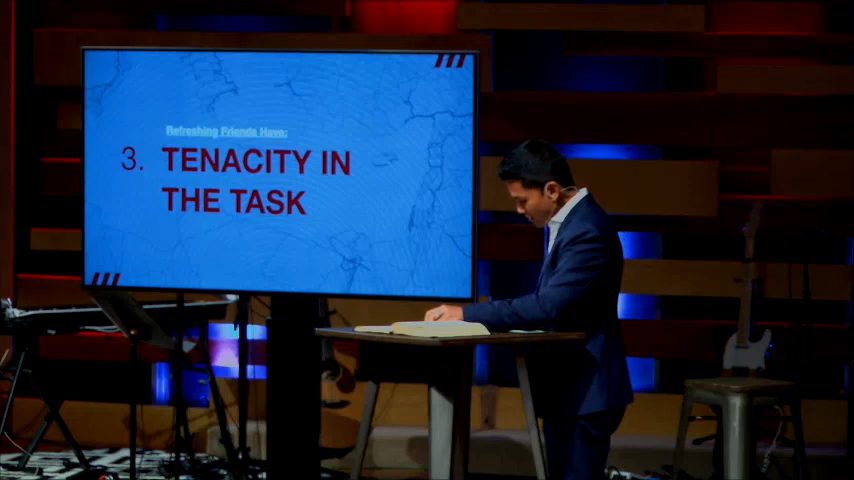 Refreshing Friends Have:
3. TENACITY IN
THE TASK